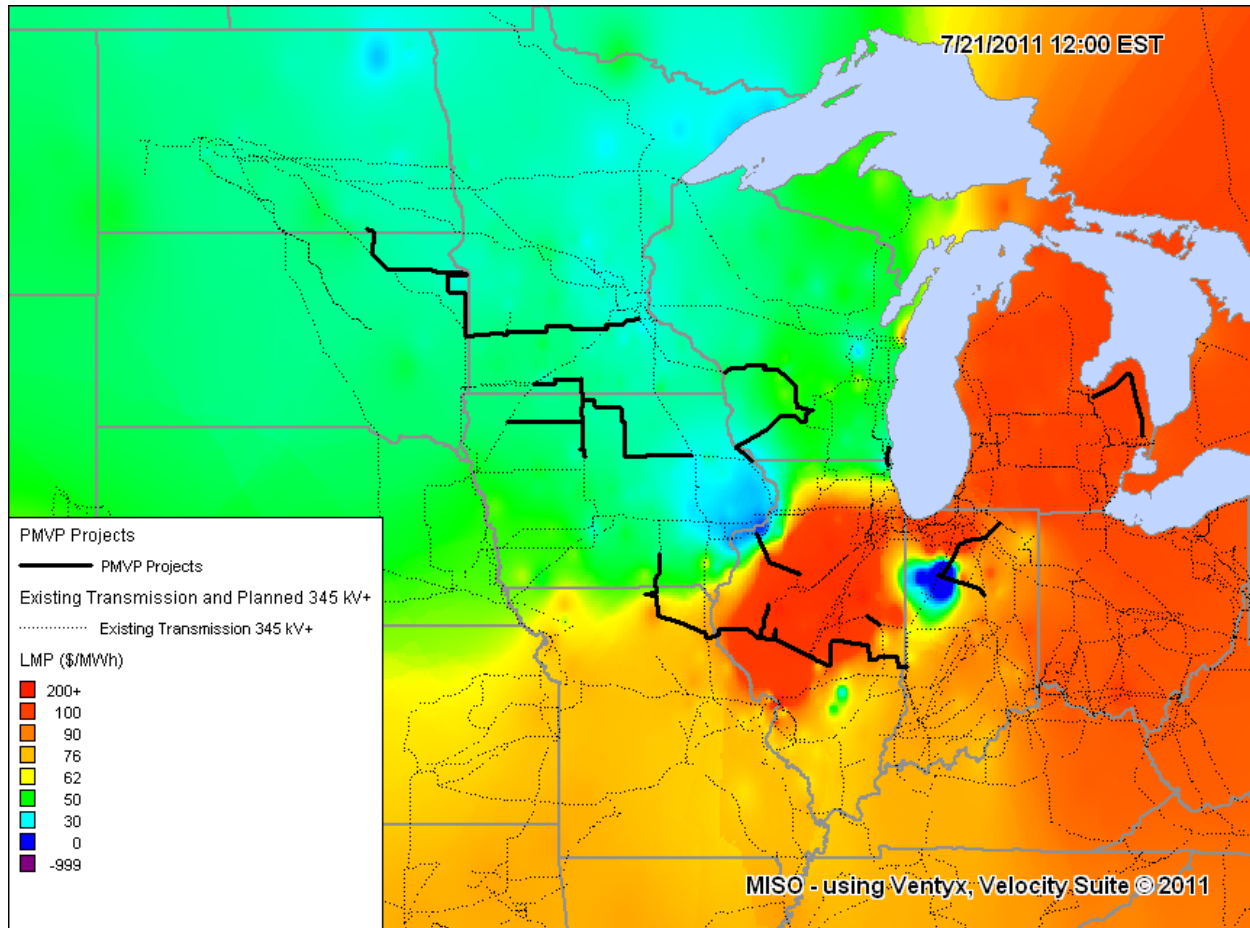 7/21/2011 12:00 EST
PMVP Projects
PMVP Projects
Existing Transmission and Planned 345 kV+
Existing Transmission 345 kV+
LMP ($/MWh)
200+
100
90
76
62
50
30
0
-999
MISO - using Ventyx, Velocity Suite © 2011